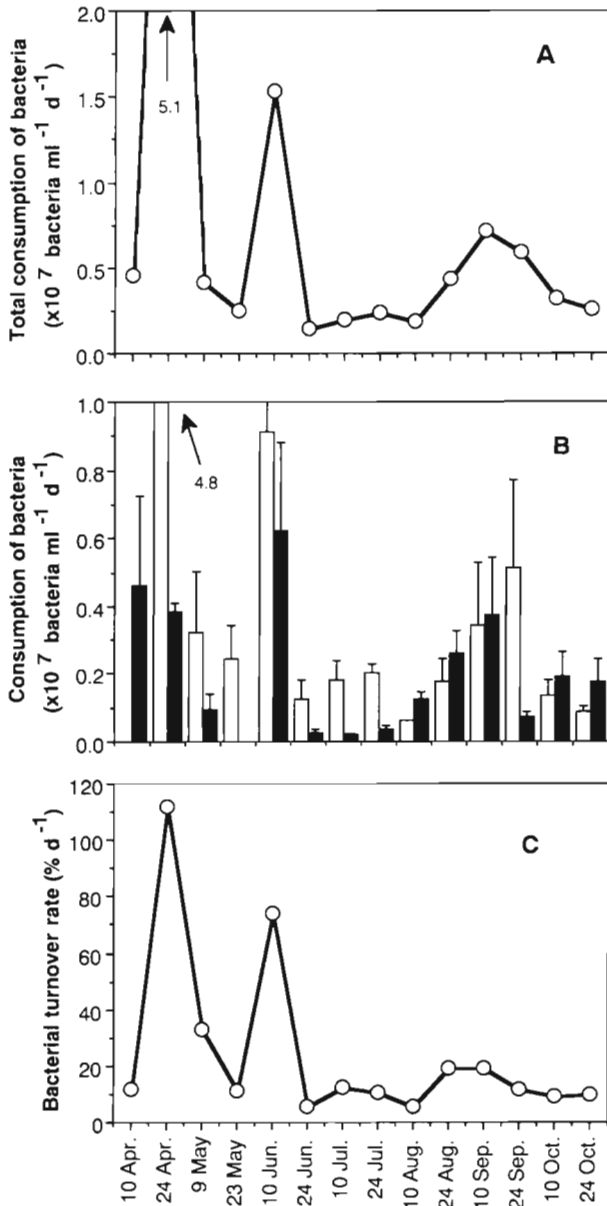 Total consumption of bacteria
(x10 7 bacteria ml -1 d -1)
2.0
1.5
1.0
0.5
0.0
A
5.1
Consumption of bacteria
(x10 7 bacteria ml -1 d -1)
1.0
0.8
0.6
0.4
0.2
0.0
B
4.8
Bacterial turnover rate (% d -1)
120
100
80
60
40
20
0
C
10 Apr.
24 Apr.
9 May
23 May
10 Jun.
24 Jun.
10 Jul.
24 Jul.
10 Aug.
24 Aug.
10 Sep.
24 Sep.
10 Oct.
24 Oct.